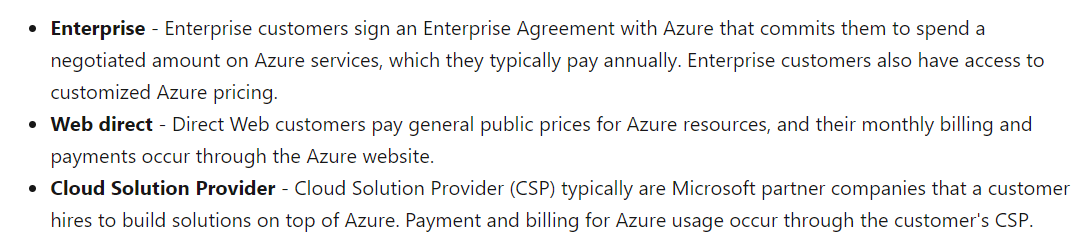 • Enterprise - Enterprise customers sign an Enterprise Agreement with Azure that commits them to spend a
negotiated amount on Azure services, which they typically pay annually. Enterprise customers also have access to
customized Azure pricing.
• Web direct - Direct Web customers pay general public prices for Azure resources, and their monthly billing and
payments occur through the Azure website.
• Cloud Solution Provider - Cloud Solution Provider (CSP) typically are Microsoft partner companies that a customer
hires to build solutions on top of Azure. Payment and billing for Azure usage occur through the customer's CSP.